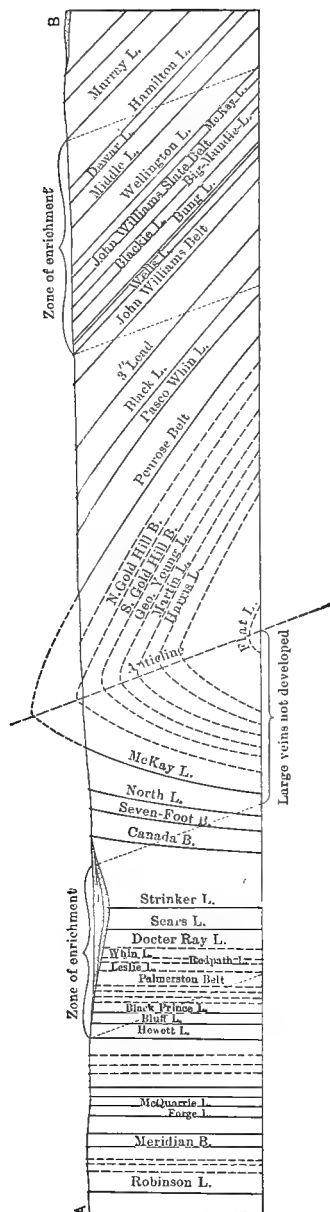 B
Murray L.
Hamilton L.
Dewar L.
Middle L.
Wellington L.
McKay L.
John Williams Slate Belt
Big-Mundic L.
Blackie L.
Bung L.
Wells L.
John Williams Belt
Zone of enrichment
3" Lead
Black L.
Pasco Whin L.
Penrose Belt
N. Gold Hill B.
S. Gold Hill B.
Geo. Young L.
Martin L.
Harris L.
Flat L.
Anticline
Large veins not developed
McKay L.
North L.
Seven-Foot B.
Canada B.
Zone of enrichment
Strinker L.
Sears L.
Docter Ray L.
Whin L.
Redpath L.
Leslie L.
Palmerston Belt
Black Prince L.
Bluff L.
Hewett L.
McQuarrie L.
Forge L.
Meridian B.
Robinson L.
A